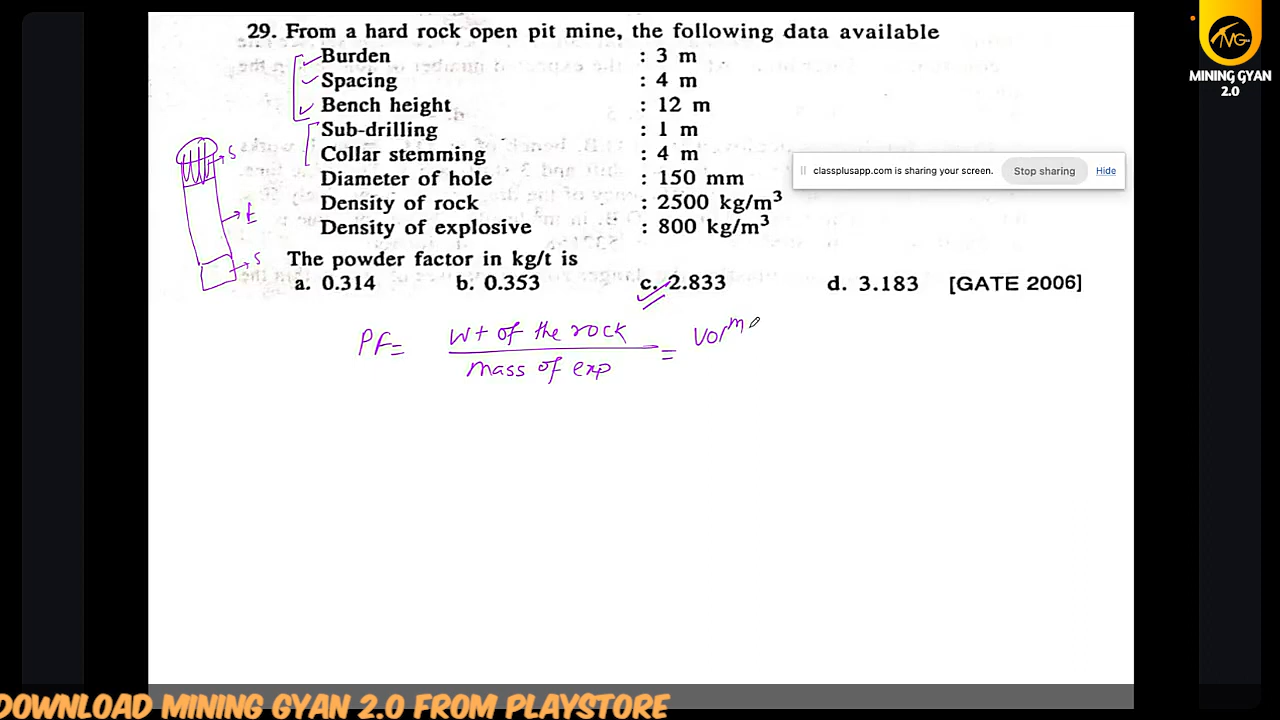 29. From a hard rock open pit mine, the following data available
Burden : 3 m
Spacing : 4 m
Bench height : 12 m
Sub-drilling : 1 m
Collar stemming : 4 m
Diameter of hole : 150 mm
Density of rock : 2500 kg/m³
Density of explosive : 800 kg/m³
The powder factor in kg/t is
a. 0.314 b. 0.353 c. 2.833 d. 3.183 [GATE 2006]
S
E
S
PF = wt of the rock
mass of exp
= Vol^m
classplusapp.com is sharing your screen. Stop sharing Hide
TVG
MINING GYAN
2.0
DOWNLOAD MINING GYAN 2.0 FROM PLAYSTORE